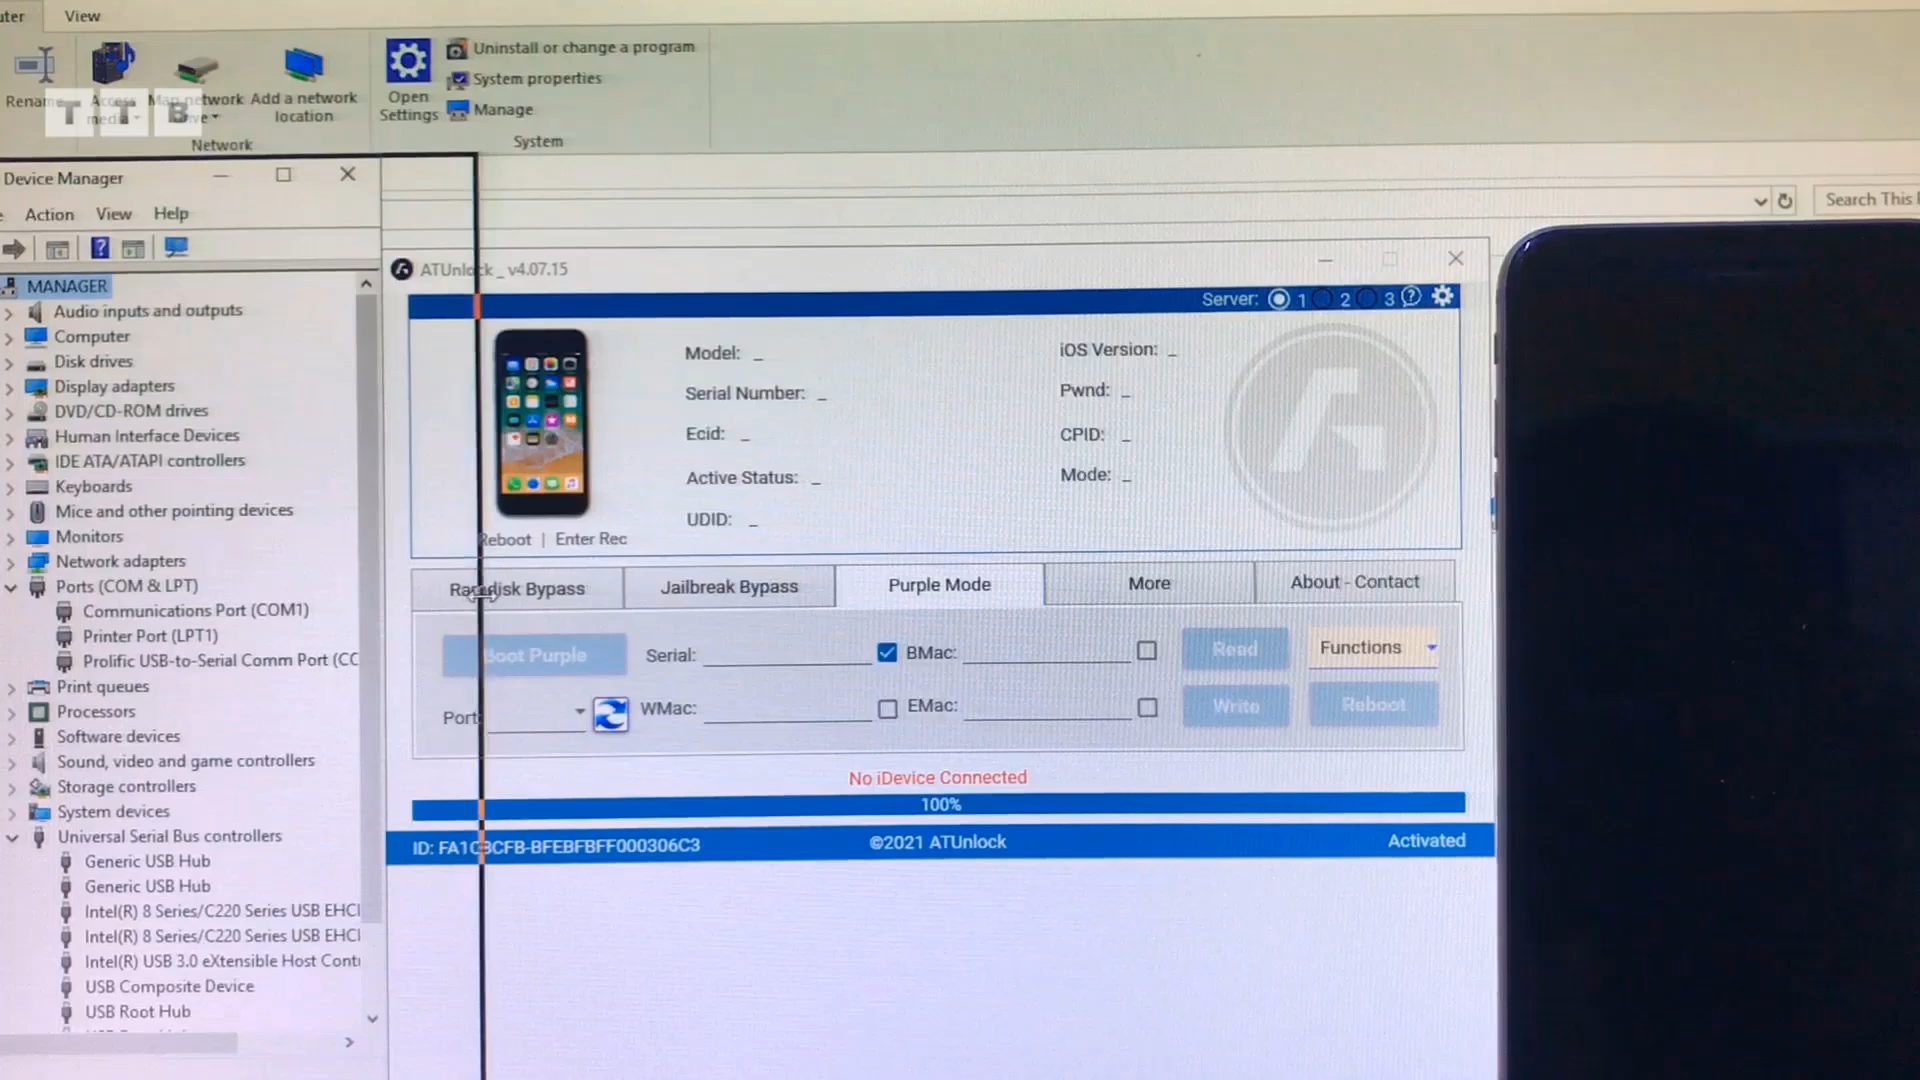 View
Uninstall or change a program
System properties
Manage
Open
Settings
Add a network
location
Network
System
T T B
Device Manager
Action View Help
Search This
MANAGER
Audio inputs and outputs
Computer
Disk drives
Display adapters
DVD/CD-ROM drives
Human Interface Devices
IDE ATA/ATAPI controllers
Keyboards
Mice and other pointing devices
Monitors
Network adapters
Ports (COM & LPT)
Communications Port (COM1)
Printer Port (LPT1)
Prolific USB-to-Serial Comm Port (CC
Print queues
Processors
Software devices
Sound, video and game controllers
Storage controllers
System devices
Universal Serial Bus controllers
Generic USB Hub
Generic USB Hub
Intel(R) 8 Series/C220 Series USB EHCI
Intel(R) 8 Series/C220 Series USB EHCI
Intel(R) USB 3.0 eXtensible Host Cont
USB Composite Device
USB Root Hub
ATUnlock _ v4.07.15
Server: 1 2 3
Model: _
Serial Number: _
Ecid: _
Active Status: _
UDID: _
iOS Version: _
Pwnd: _
CPID: _
Mode: _
Reboot | Enter Rec
Ramdisk Bypass
Jailbreak Bypass
Purple Mode
More
About - Contact
Boot Purple
Serial:
BMac:
Read
Functions
Port
WMac:
EMac:
Write
Reboot
No iDevice Connected
100%
©2021 ATUnlock
Activated